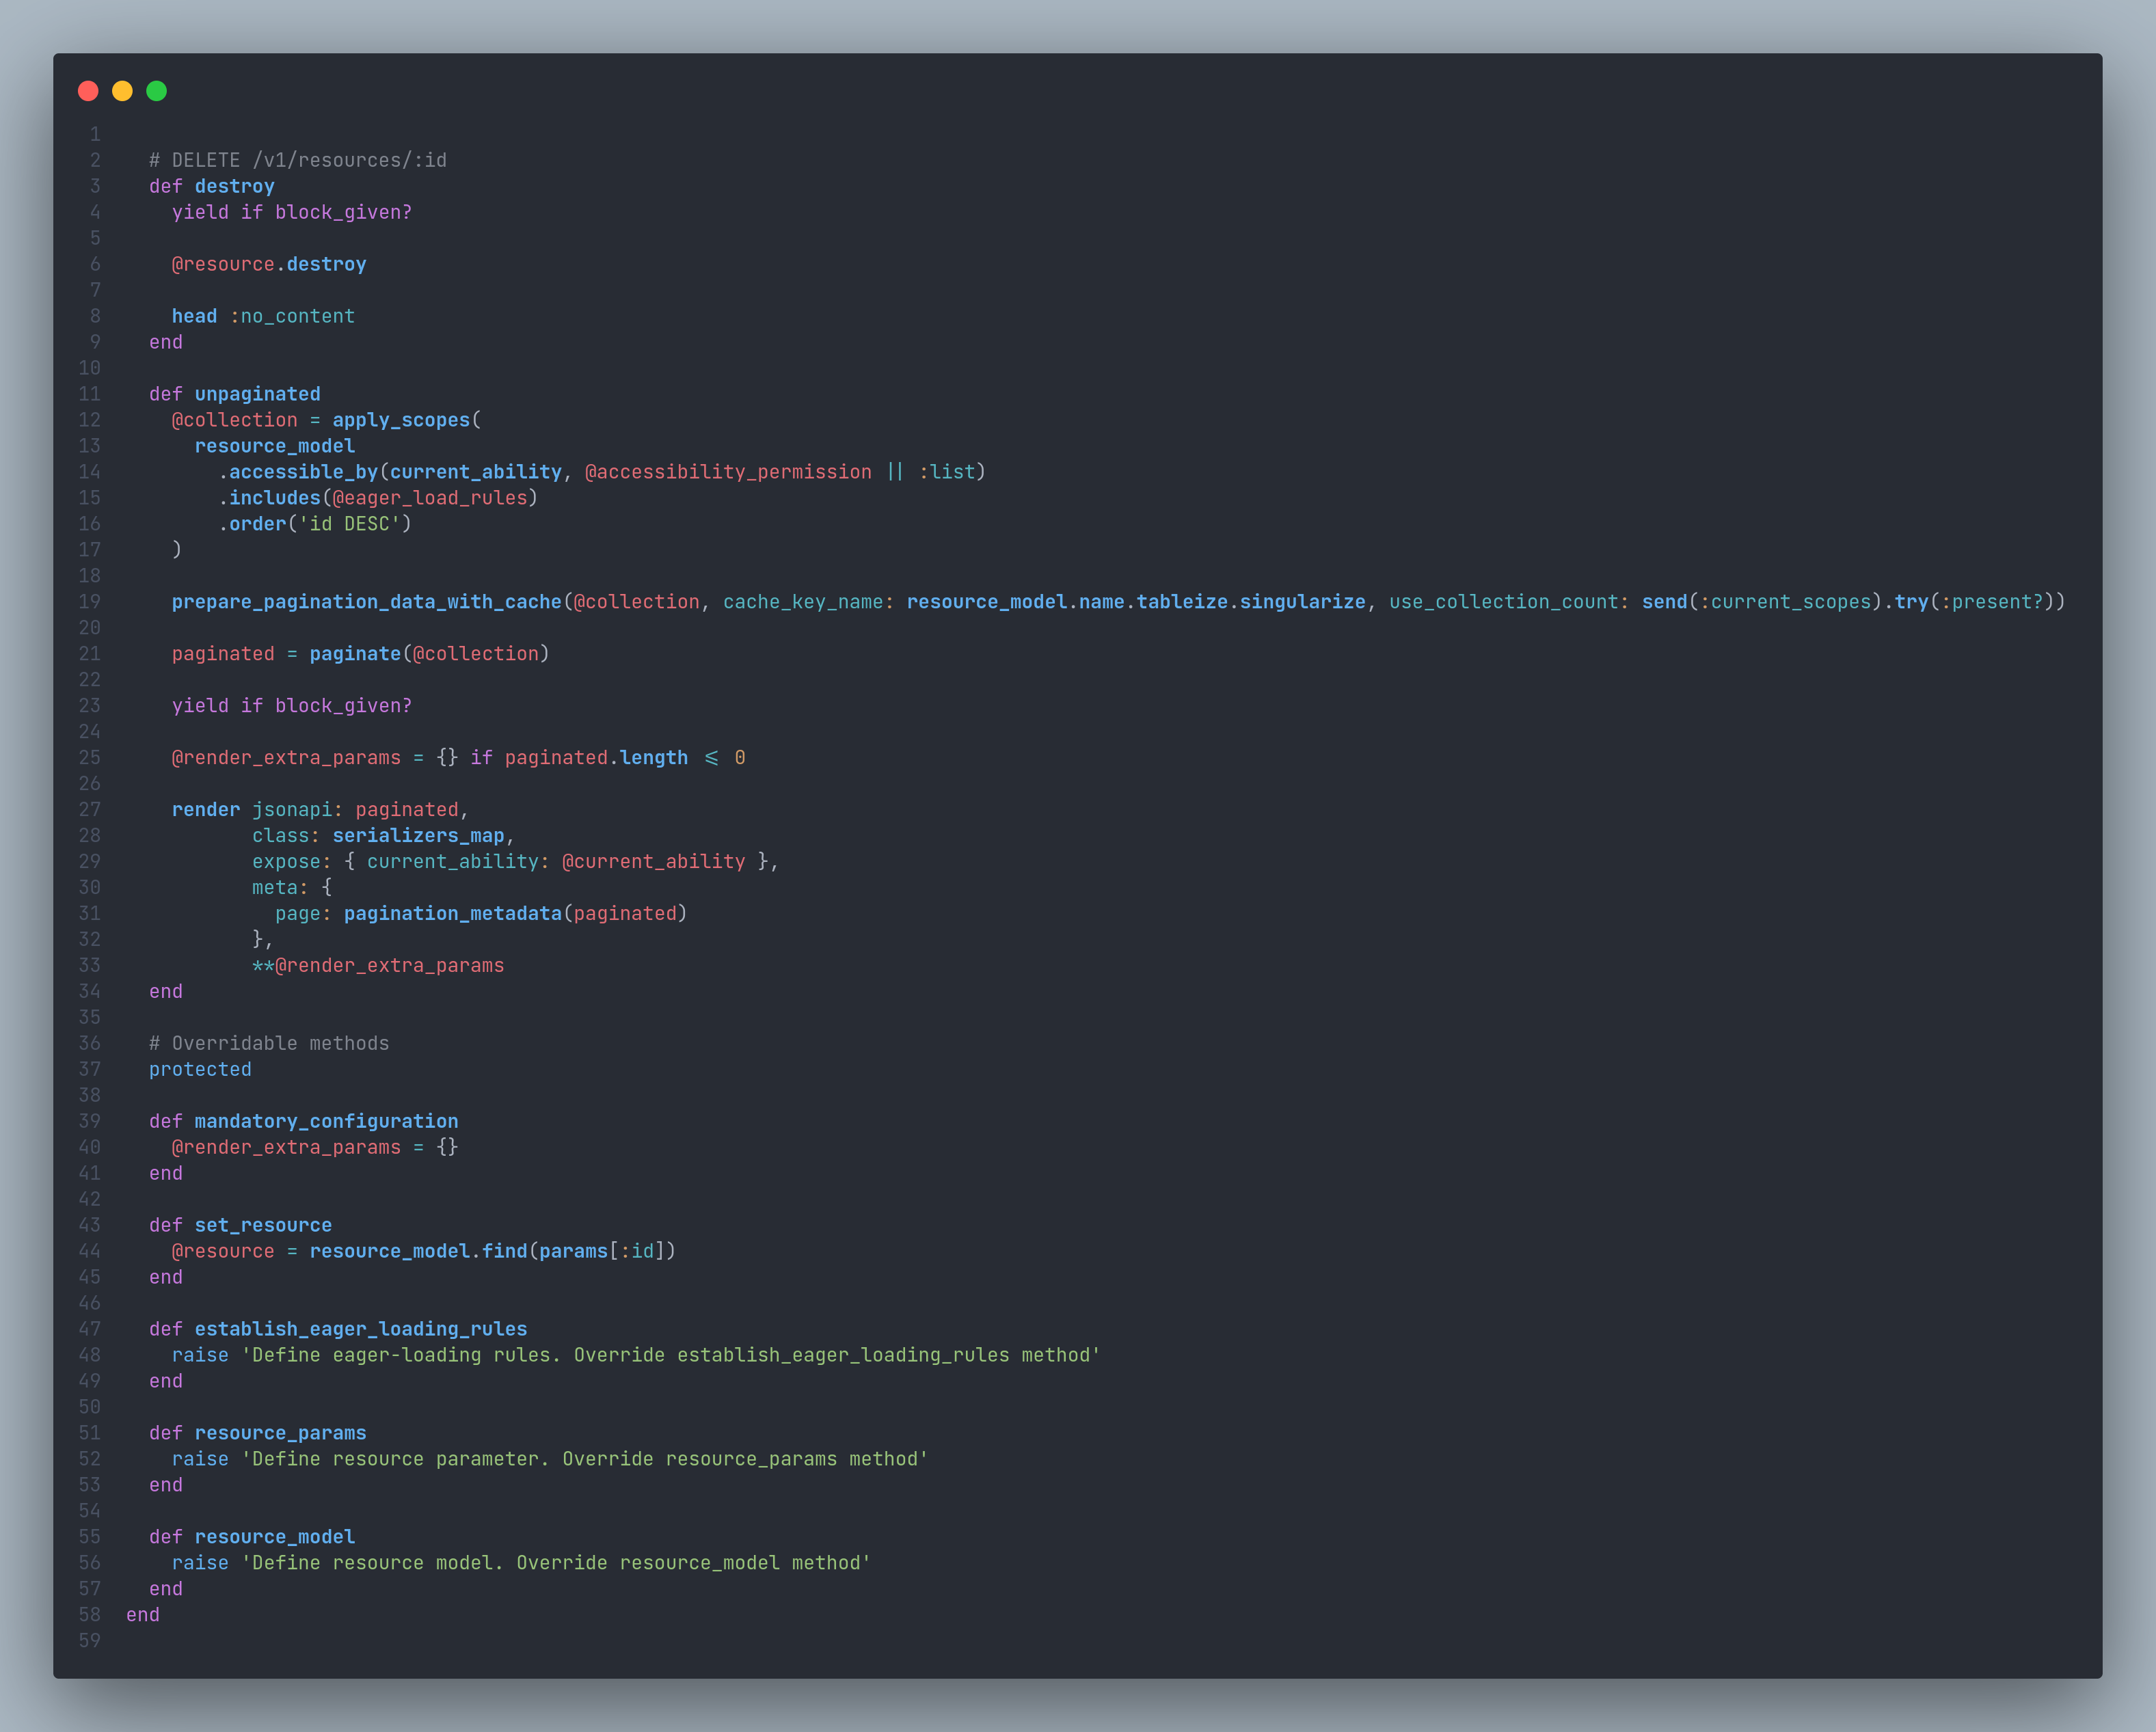 1
2    # DELETE /v1/resources/:id
3    def destroy
4      yield if block_given?
5
6      @resource.destroy
7
8      head :no_content
9    end
10
11   def unpaginated
12     @collection = apply_scopes(
13       resource_model
14         .accessible_by(current_ability, @accessibility_permission || :list)
15         .includes(@eager_load_rules)
16         .order('id DESC')
17     )
18
19     prepare_pagination_data_with_cache(@collection, cache_key_name: resource_model.name.tableize.singularize, use_collection_count: send(:current_scopes).try(:present?))
20
21     paginated = paginate(@collection)
22
23     yield if block_given?
24
25     @render_extra_params = {} if paginated.length <= 0
26
27     render jsonapi: paginated,
28            class: serializers_map,
29            expose: { current_ability: @current_ability },
30            meta: {
31              page: pagination_metadata(paginated)
32            },
33            **@render_extra_params
34   end
35
36   # Overridable methods
37   protected
38
39   def mandatory_configuration
40     @render_extra_params = {}
41   end
42
43   def set_resource
44     @resource = resource_model.find(params[:id])
45   end
46
47   def establish_eager_loading_rules
48     raise 'Define eager-loading rules. Override establish_eager_loading_rules method'
49   end
50
51   def resource_params
52     raise 'Define resource parameter. Override resource_params method'
53   end
54
55   def resource_model
56     raise 'Define resource model. Override resource_model method'
57   end
58 end
59